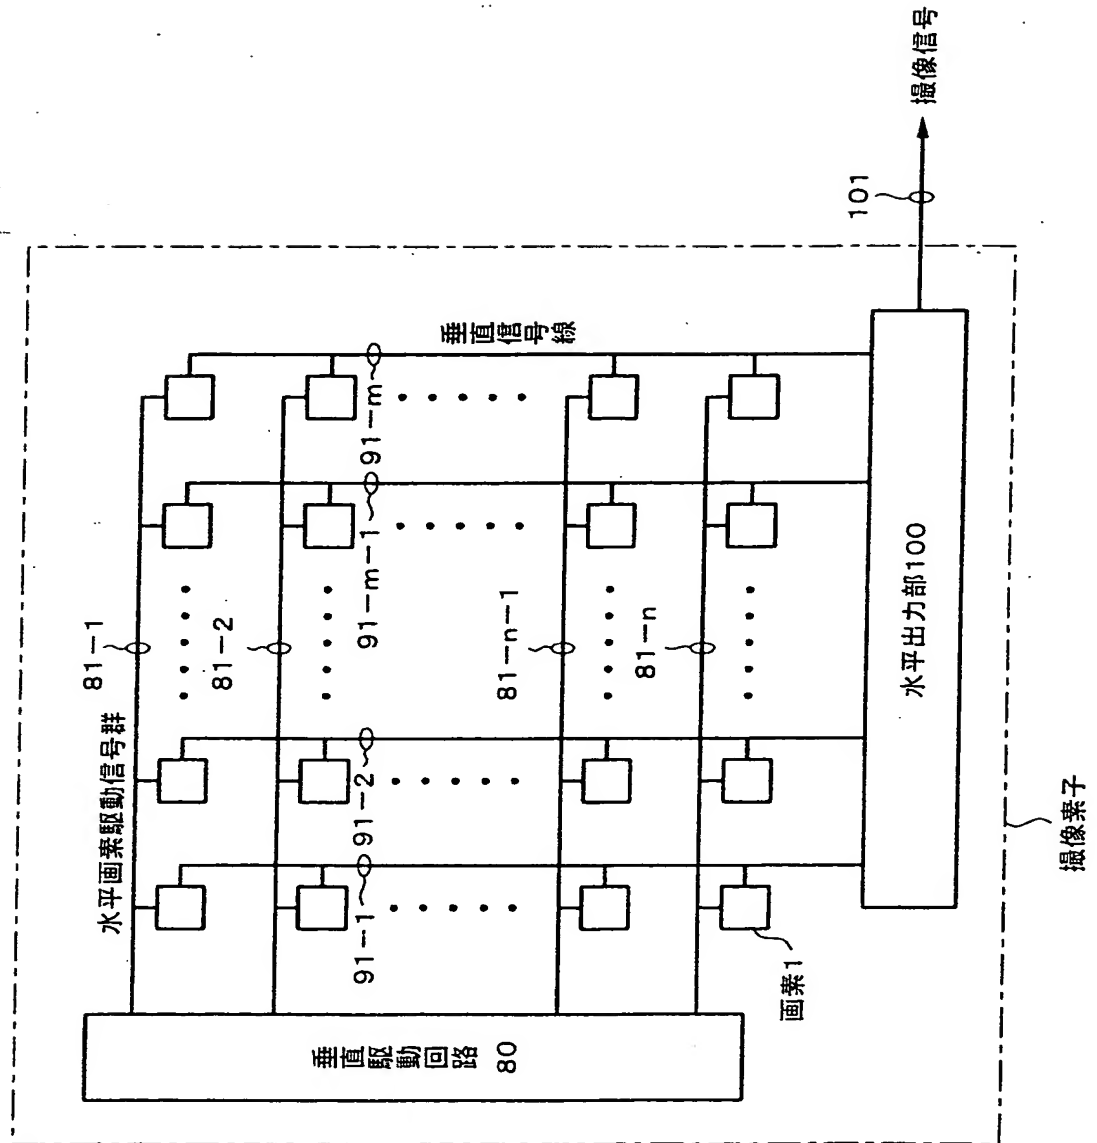 水平画素駆動信号群
81-1
81-2
81-n-1
81-n
垂直信号線
91-1
91-2
91-m-1
91-m
垂直駆動回路 80
画素1
水平出力部100
101
撮像信号
撮像素子